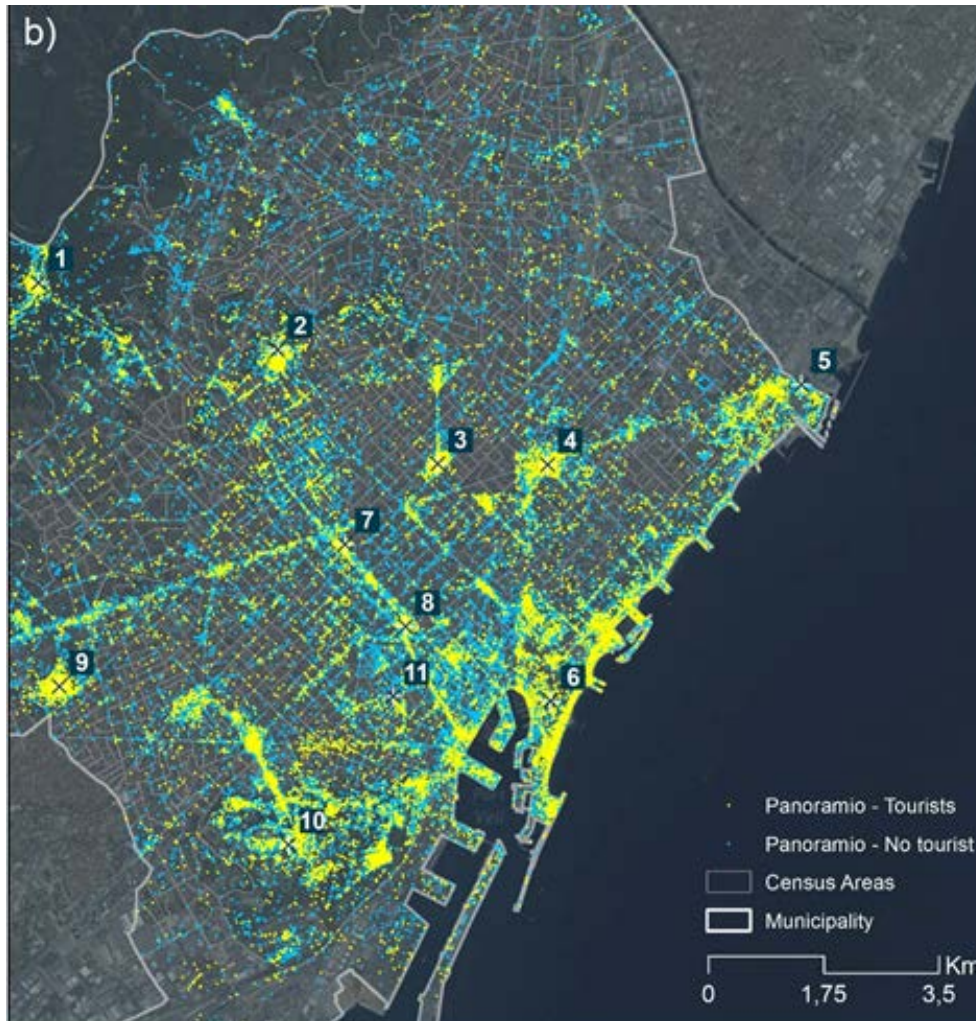 b)
1
2
3
4
5
6
7
8
9
10
11
Panoramio - Tourists
Panoramio - No tourist
Census Areas
Municipality
Km
0
1,75
3,5